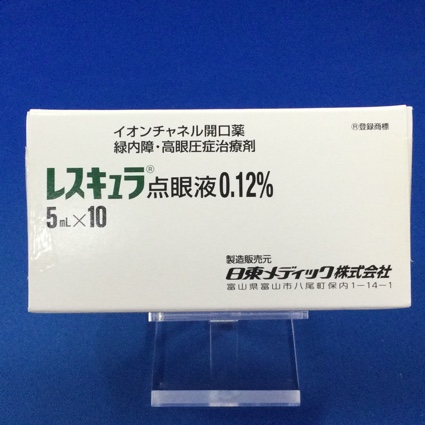 イオンチャネル開口薬
®登録商標
緑内障・高眼圧症治療剤
レスキュラ®点眼液0.12%
5mL×10
製造販売元
日東メディック株式会社
富山県富山市八尾町保内1-14-1